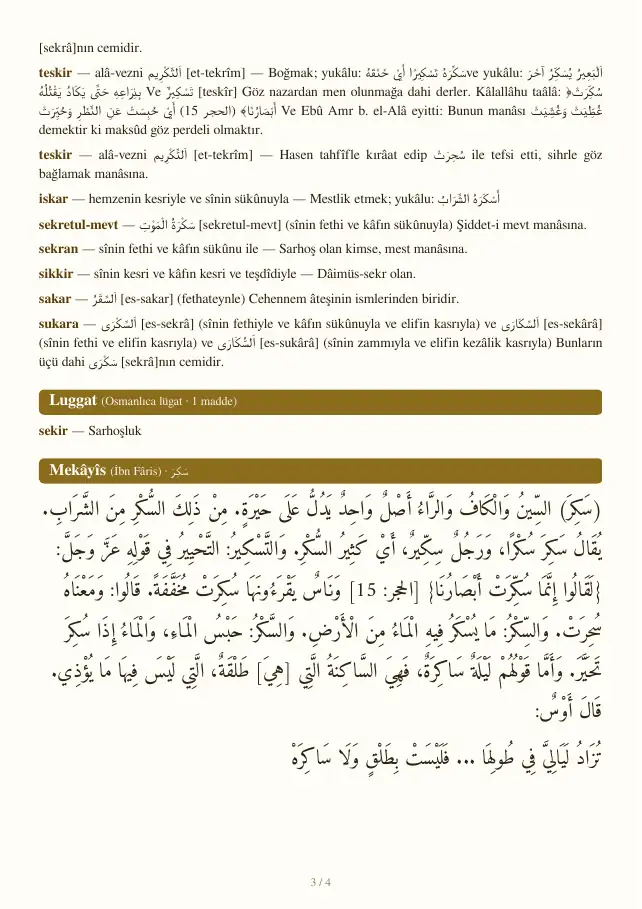 [sekrâ]nın cemidir.
teskir — alâ-vezni اَلتَّكْرِيم [et-tekrîm] — Boğmak; yukâlu: سَكَّرَهُ تَسْكِيرًا أَيْ خَنَقَهُ ve yukâlu: اَلْبَعِيرُ يُسَكِّرُ آخَرَ
بِذِرَاعِهِ حَتَّى يَكَادُ يَقْتُلُهُ Ve تَسْكِيرٌ [teskîr] Göz nazardan men olunmağa dahi derler. Kâlallâhu taâlâ: ﴿سُكِّرَتْ
أَبْصَارُنَا﴾ (الحجر 15) أَيْ حُبِسَتْ عَنِ النَّظَرِ وَحُيِّرَتْ Ve Ebû Amr b. el-Alâ eyitti: Bunun manâsı غُطِّيَتْ وَغُشِّيَتْ
demektir ki maksûd göz perdeli olmaktır.
teskir — alâ-vezni اَلتَّكْرِيم [et-tekrîm] — Hasen tahfîfle kırâat edip سُحِرَتْ ile tefsi etti, sihrle göz
bağlamak manâsına.
iskar — hemzenin kesriyle ve sînin sükûnuyla — Mestlik etmek; yukâlu: أَسْكَرَهُ الشَّرَابُ
sekretul-mevt — سَكْرَةُ الْمَوْتِ [sekretul-mevt] (sînin fethi ve kâfın sükûnuyla) Şiddet-i mevt manâsına.
sekran — sînin fethi ve kâfın sükûnu ile — Sarhoş olan kimse, mest manâsına.
sikkir — sînin kesri ve kâfın kesri ve teşdîdiyle — Dâimüs-sekr olan.
sakar — اَلسَّقَرُ [es-sakar] (fethateynle) Cehennem âteşinin ismlerinden biridir.
sukara — اَلسَّكْرَى [es-sekrâ] (sînin fethiyle ve kâfın sükûnuyla ve elifin kasrıyla) ve اَلسَّكَارَى [es-sekârâ]
(sînin fethi ve elifin kasrıyla) ve اَلسُّكَارَى [es-sukârâ] (sînin zammıyla ve elifin kezâlik kasrıyla) Bunların
üçü dahi سَكْرَى [sekrâ]nın cemidir.
Luggat (Osmanlıca lügat · 1 madde)
sekir — Sarhoşluk
Mekâyîs (İbn Fâris) · سَكِرَ
(سَكِرَ) السِّينُ وَالْكَافُ وَالرَّاءُ أَصْلٌ وَاحِدٌ يَدُلُّ عَلَى حَيْرَةٍ. مِنْ ذَلِكَ السُّكْرُ مِنَ الشَّرَابِ.
يُقَالُ سَكِرَ سُكْرًا، وَرَجُلٌ سِكِّيرٌ، أَيْ كَثِيرُ السُّكْرِ. وَالتَّسْكِيرُ: التَّحْيِيرُ فِي قَوْلِهِ عَزَّ وَجَلَّ:
{لَقَالُوا إِنَّمَا سُكِّرَتْ أَبْصَارُنَا} [الحجر: 15] وَنَاسٌ يَقْرَءُونَهَا سُكِرَتْ مُخَفَّفَةً. قَالُوا: وَمَعْنَاهُ
سُحِرَتْ. وَالسِّكْرُ: مَا يُسْكَرُ فِيهِ الْمَاءُ مِنَ الْأَرْضِ. وَالسَّكْرُ: حَبْسُ الْمَاءِ، وَالْمَاءُ إِذَا سُكِرَ
تَحَيَّرَ. وَأَمَّا قَوْلُهُمْ لَيْلَةٌ سَاكِرَةٌ، فَهِيَ السَّاكِنَةُ الَّتِي [هِيَ] طَلْقَةٌ، الَّتِي لَيْسَ فِيهَا مَا يُؤْذِي.
قَالَ أَوْسٌ:
تُزَادُ لَيَالِيَّ فِي طُولِهَا ... فَلَيْسَتْ بِطَلْقٍ وَلَا سَاكِرَهْ
3 / 4